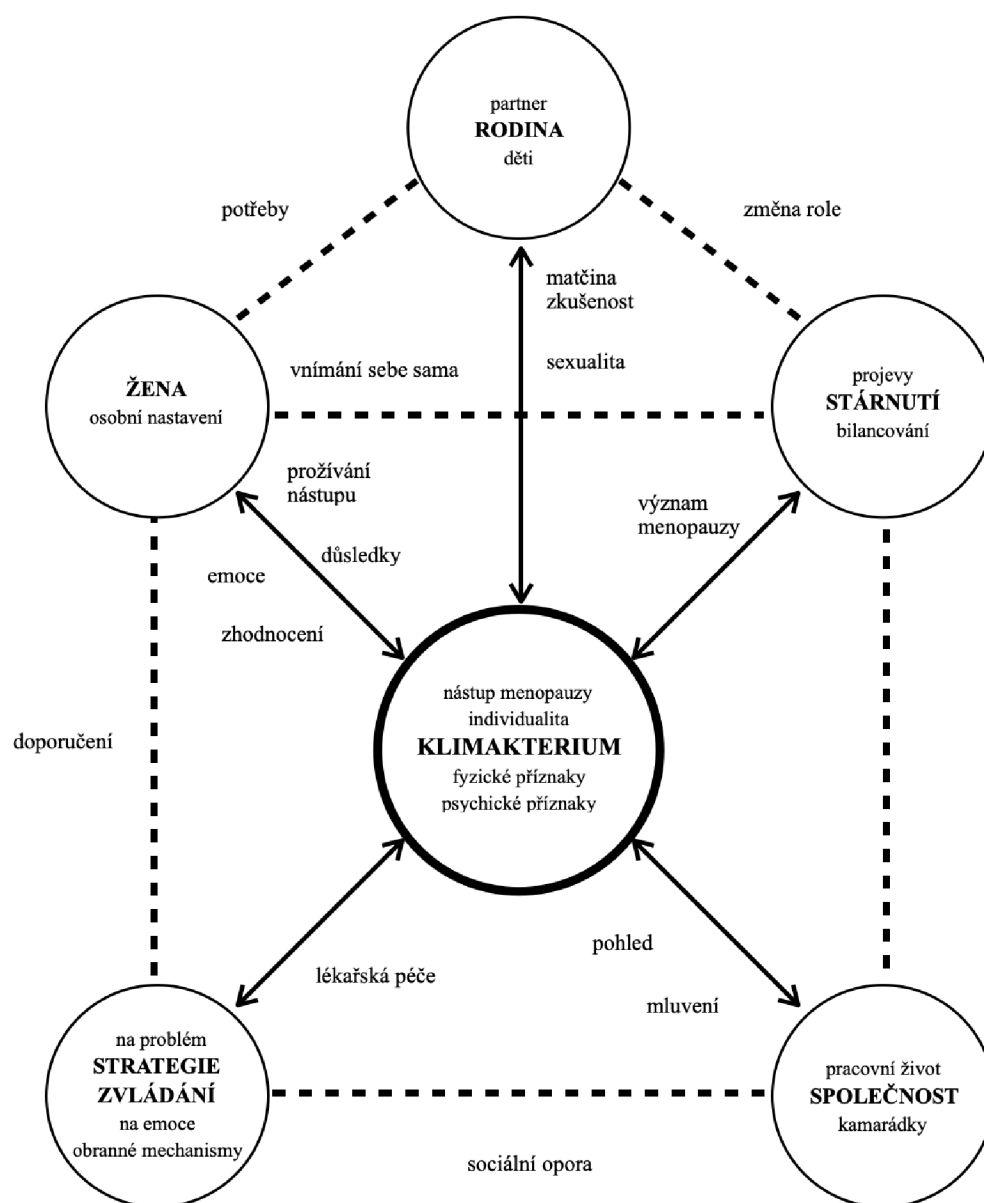 partner
RODINA
děti
potřeby
změna role
matčina
zkušenost
sexualita
vnímání sebe sama
ŽENA
osobní nastavení
projevy
STÁRNUTÍ
bilancování
prožívání
nástupu
důsledky
emoce
zhodnocení
význam
menopauzy
nástup menopauzy
individualita
KLIMAKTERIUM
fyzické příznaky
psychické příznaky
doporučení
lékařská péče
pohled
mluvení
na problém
STRATEGIE
ZVLÁDÁNÍ
na emoce
obranné mechanismy
pracovní život
SPOLEČNOST
kamarádky
sociální opora